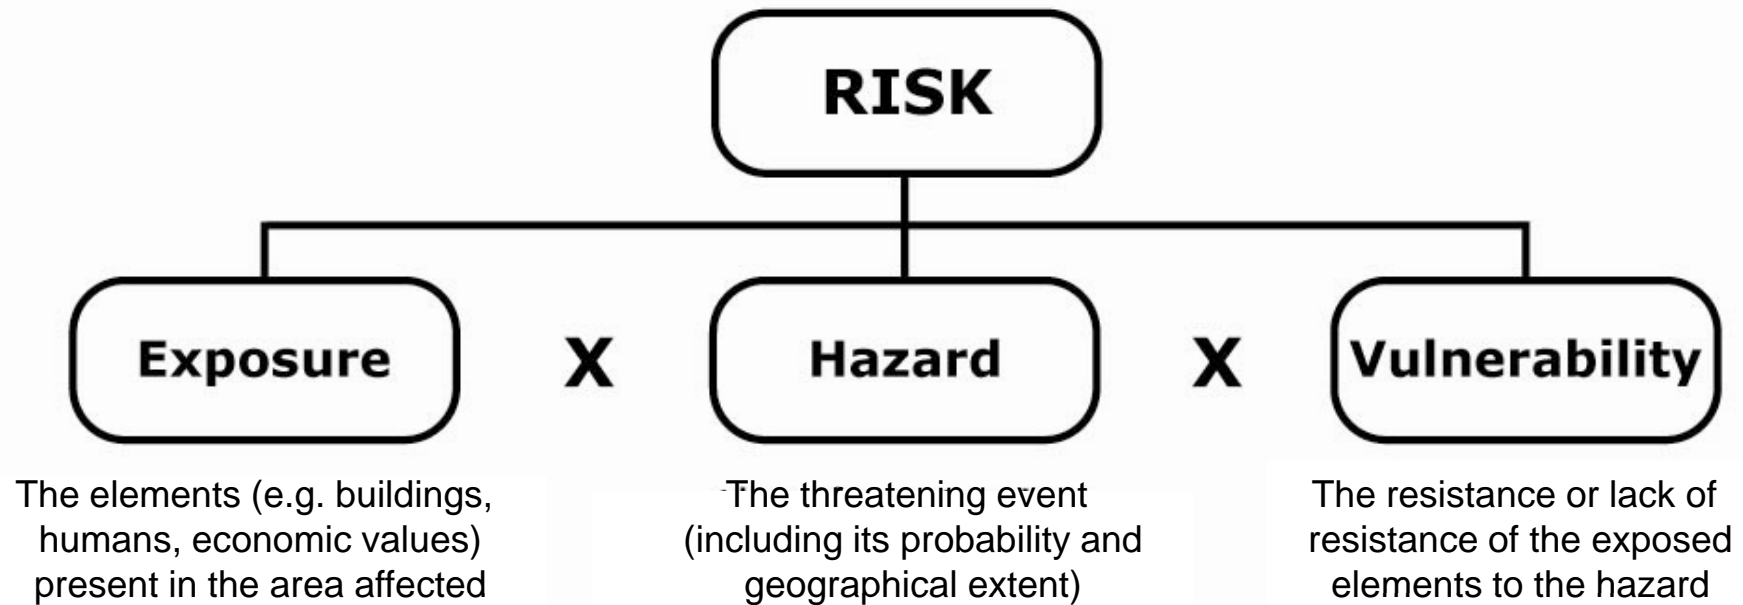 RISK
Exposure
X
Hazard
X
Vulnerability
The elements (e.g. buildings,
humans, economic values)
present in the area affected
The threatening event
(including its probability and
geographical extent)
The resistance or lack of
resistance of the exposed
elements to the hazard